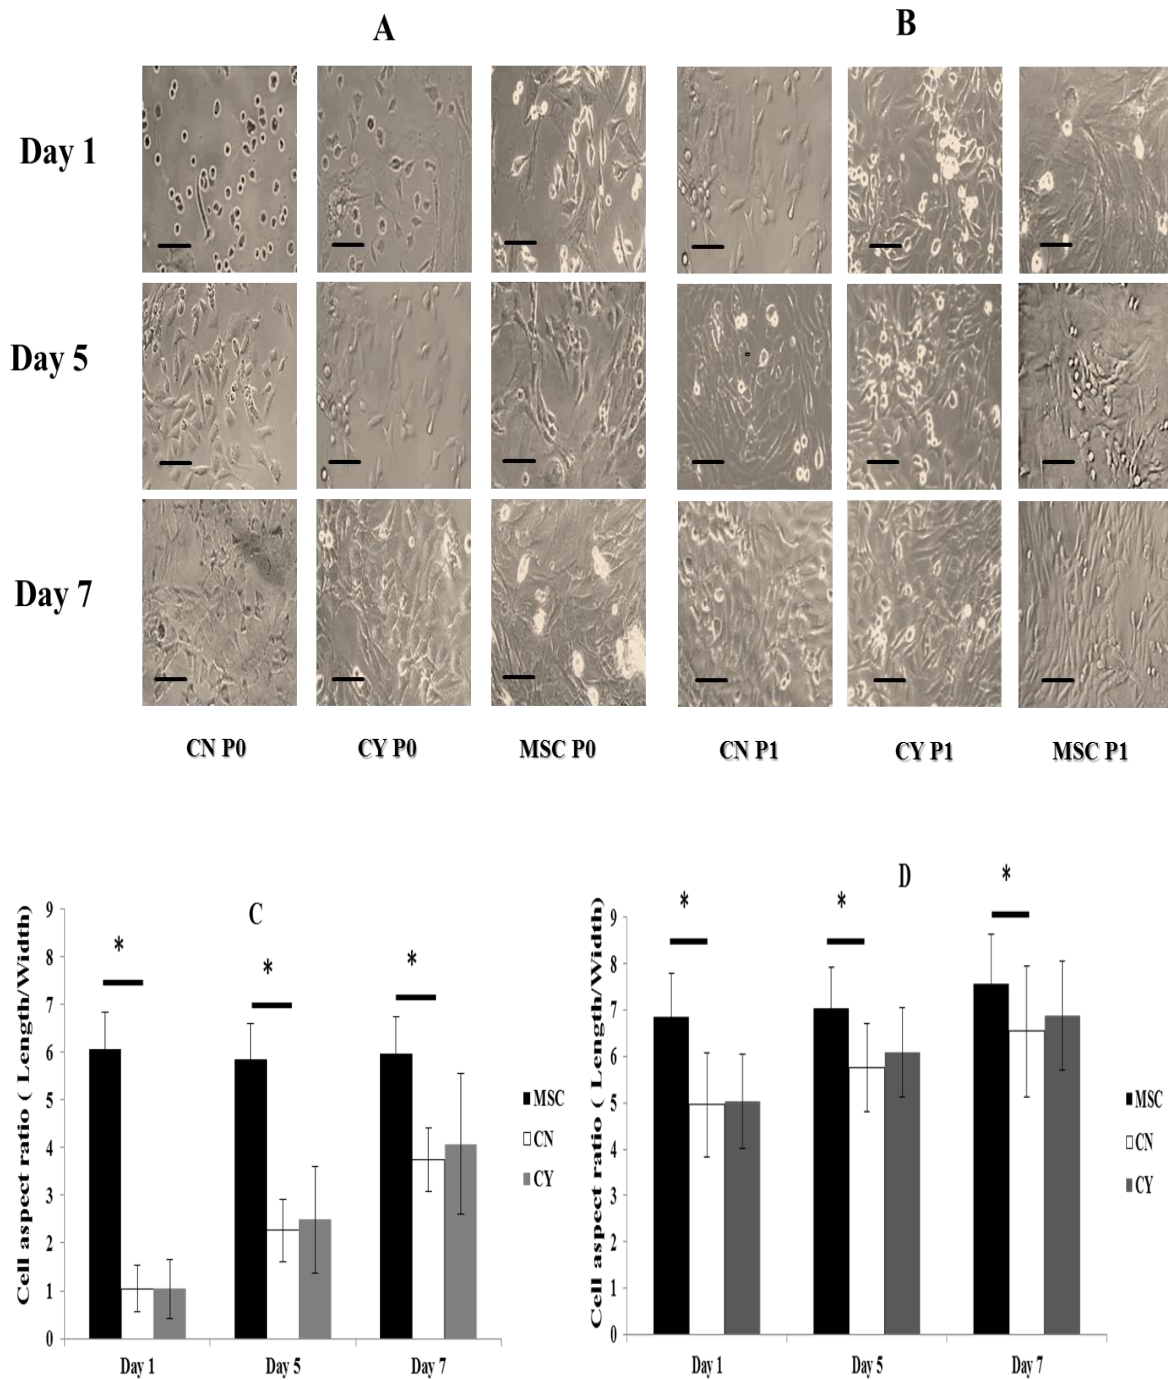 A
B
Day 1
Day 5
Day 7
CN P0
CY P0
MSC P0
CN P1
CY P1
MSC P1
C
Cell aspect ratio ( Length/Width)
9
8
7
6
5
4
3
2
1
0
*
*
*
Day 1
Day 5
Day 7
MSC
CN
CY
D
Cell aspect ratio ( Length/Width)
9
8
7
6
5
4
3
2
1
0
*
*
*
Day 1
Day 5
Day 7
MSC
CN
CY